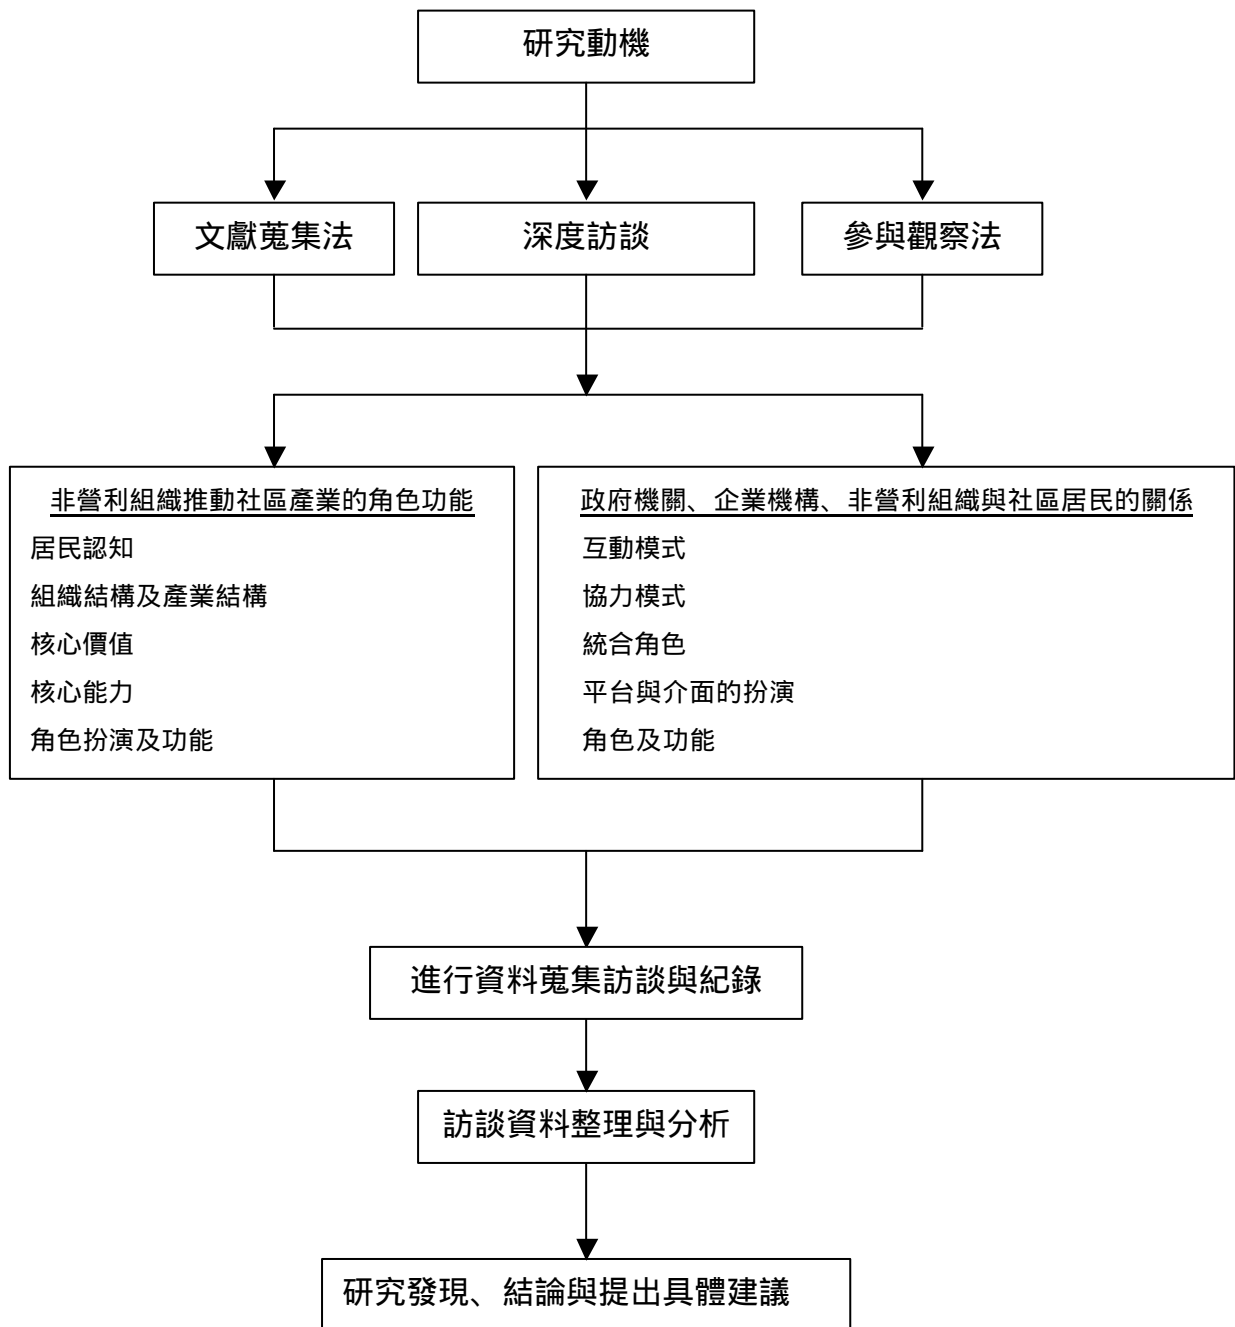 研究動機
文獻蒐集法
深度訪談
參與觀察法
非營利組織推動社區產業的角色功能
居民認知
組織結構及產業結構
核心價值
核心能力
角色扮演及功能
政府機關、企業機構、非營利組織與社區居民的關係
互動模式
協力模式
統合角色
平台與介面的扮演
角色及功能
進行資料蒐集訪談與紀錄
訪談資料整理與分析
研究發現、結論與提出具體建議